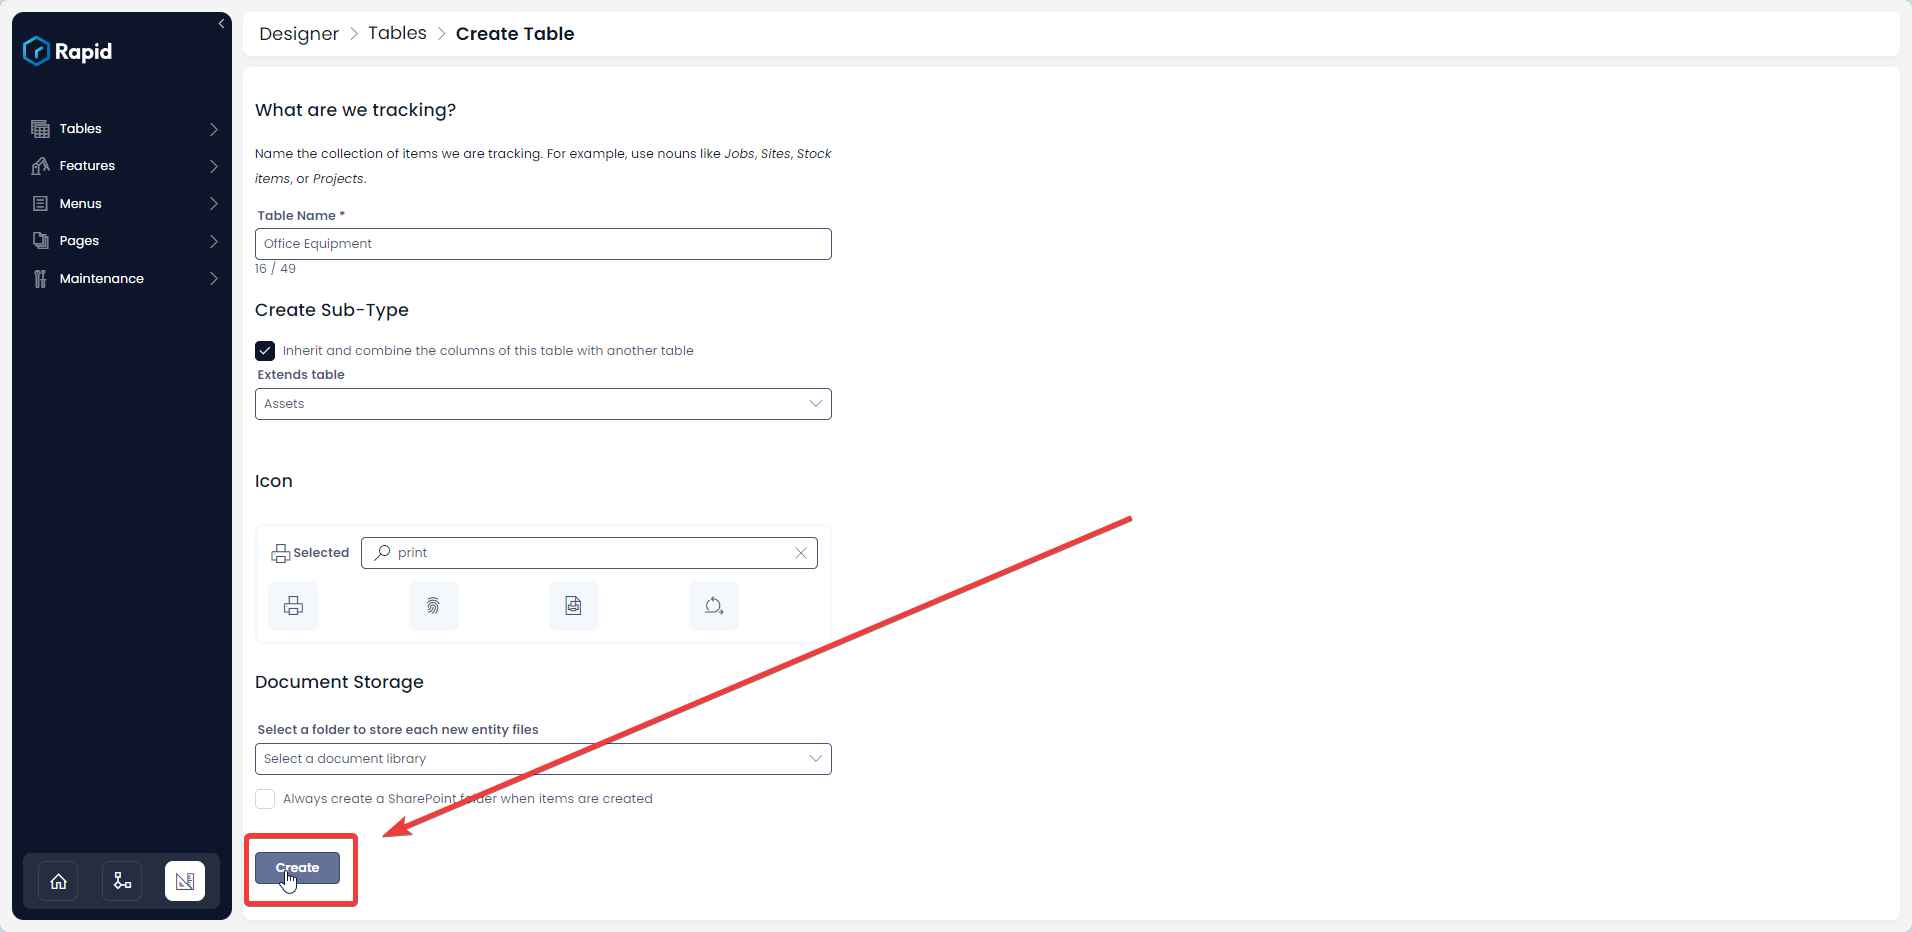 Rapid
Tables
Features
Menus
Pages
Maintenance
Designer > Tables > Create Table
What are we tracking?
Name the collection of items we are tracking. For example, use nouns like Jobs, Sites, Stock
items, or Projects.
Table Name *
Office Equipment
16 / 49
Create Sub-Type
Inherit and combine the columns of this table with another table
Extends table
Assets
Icon
Selected
print
Document Storage
Select a folder to store each new entity files
Select a document library
Always create a SharePoint folder when items are created
Create